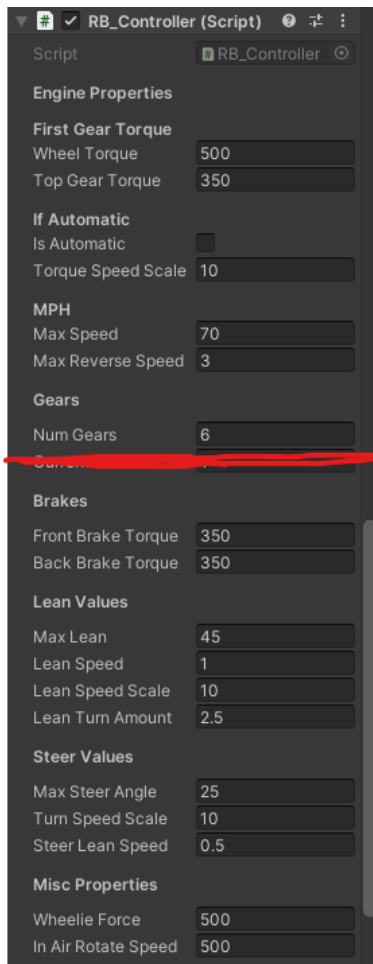 RB_Controller (Script)
Script RB_Controller
Engine Properties
First Gear Torque
Wheel Torque 500
Top Gear Torque 350
If Automatic
Is Automatic
Torque Speed Scale 10
MPH
Max Speed 70
Max Reverse Speed 3
Gears
Num Gears 6
Brakes
Front Brake Torque 350
Back Brake Torque 350
Lean Values
Max Lean 45
Lean Speed 1
Lean Speed Scale 10
Lean Turn Amount 2.5
Steer Values
Max Steer Angle 25
Turn Speed Scale 10
Steer Lean Speed 0.5
Misc Properties
Wheelie Force 500
In Air Rotate Speed 500